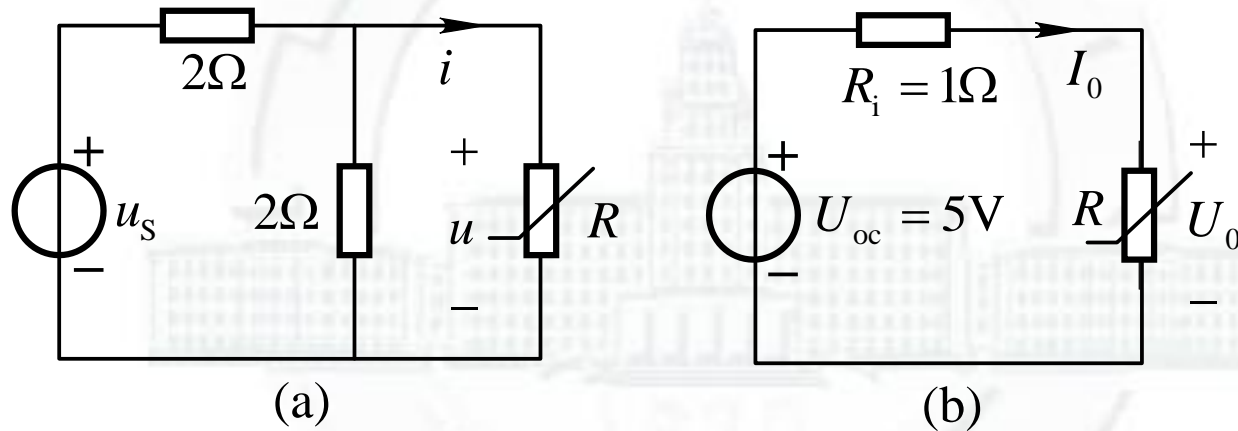 2Ω
i
+
u_S
−
2Ω
+
u
−
R
(a)
R_i = 1Ω
I_0
+
U_oc = 5V
−
R
+
U_0
−
(b)